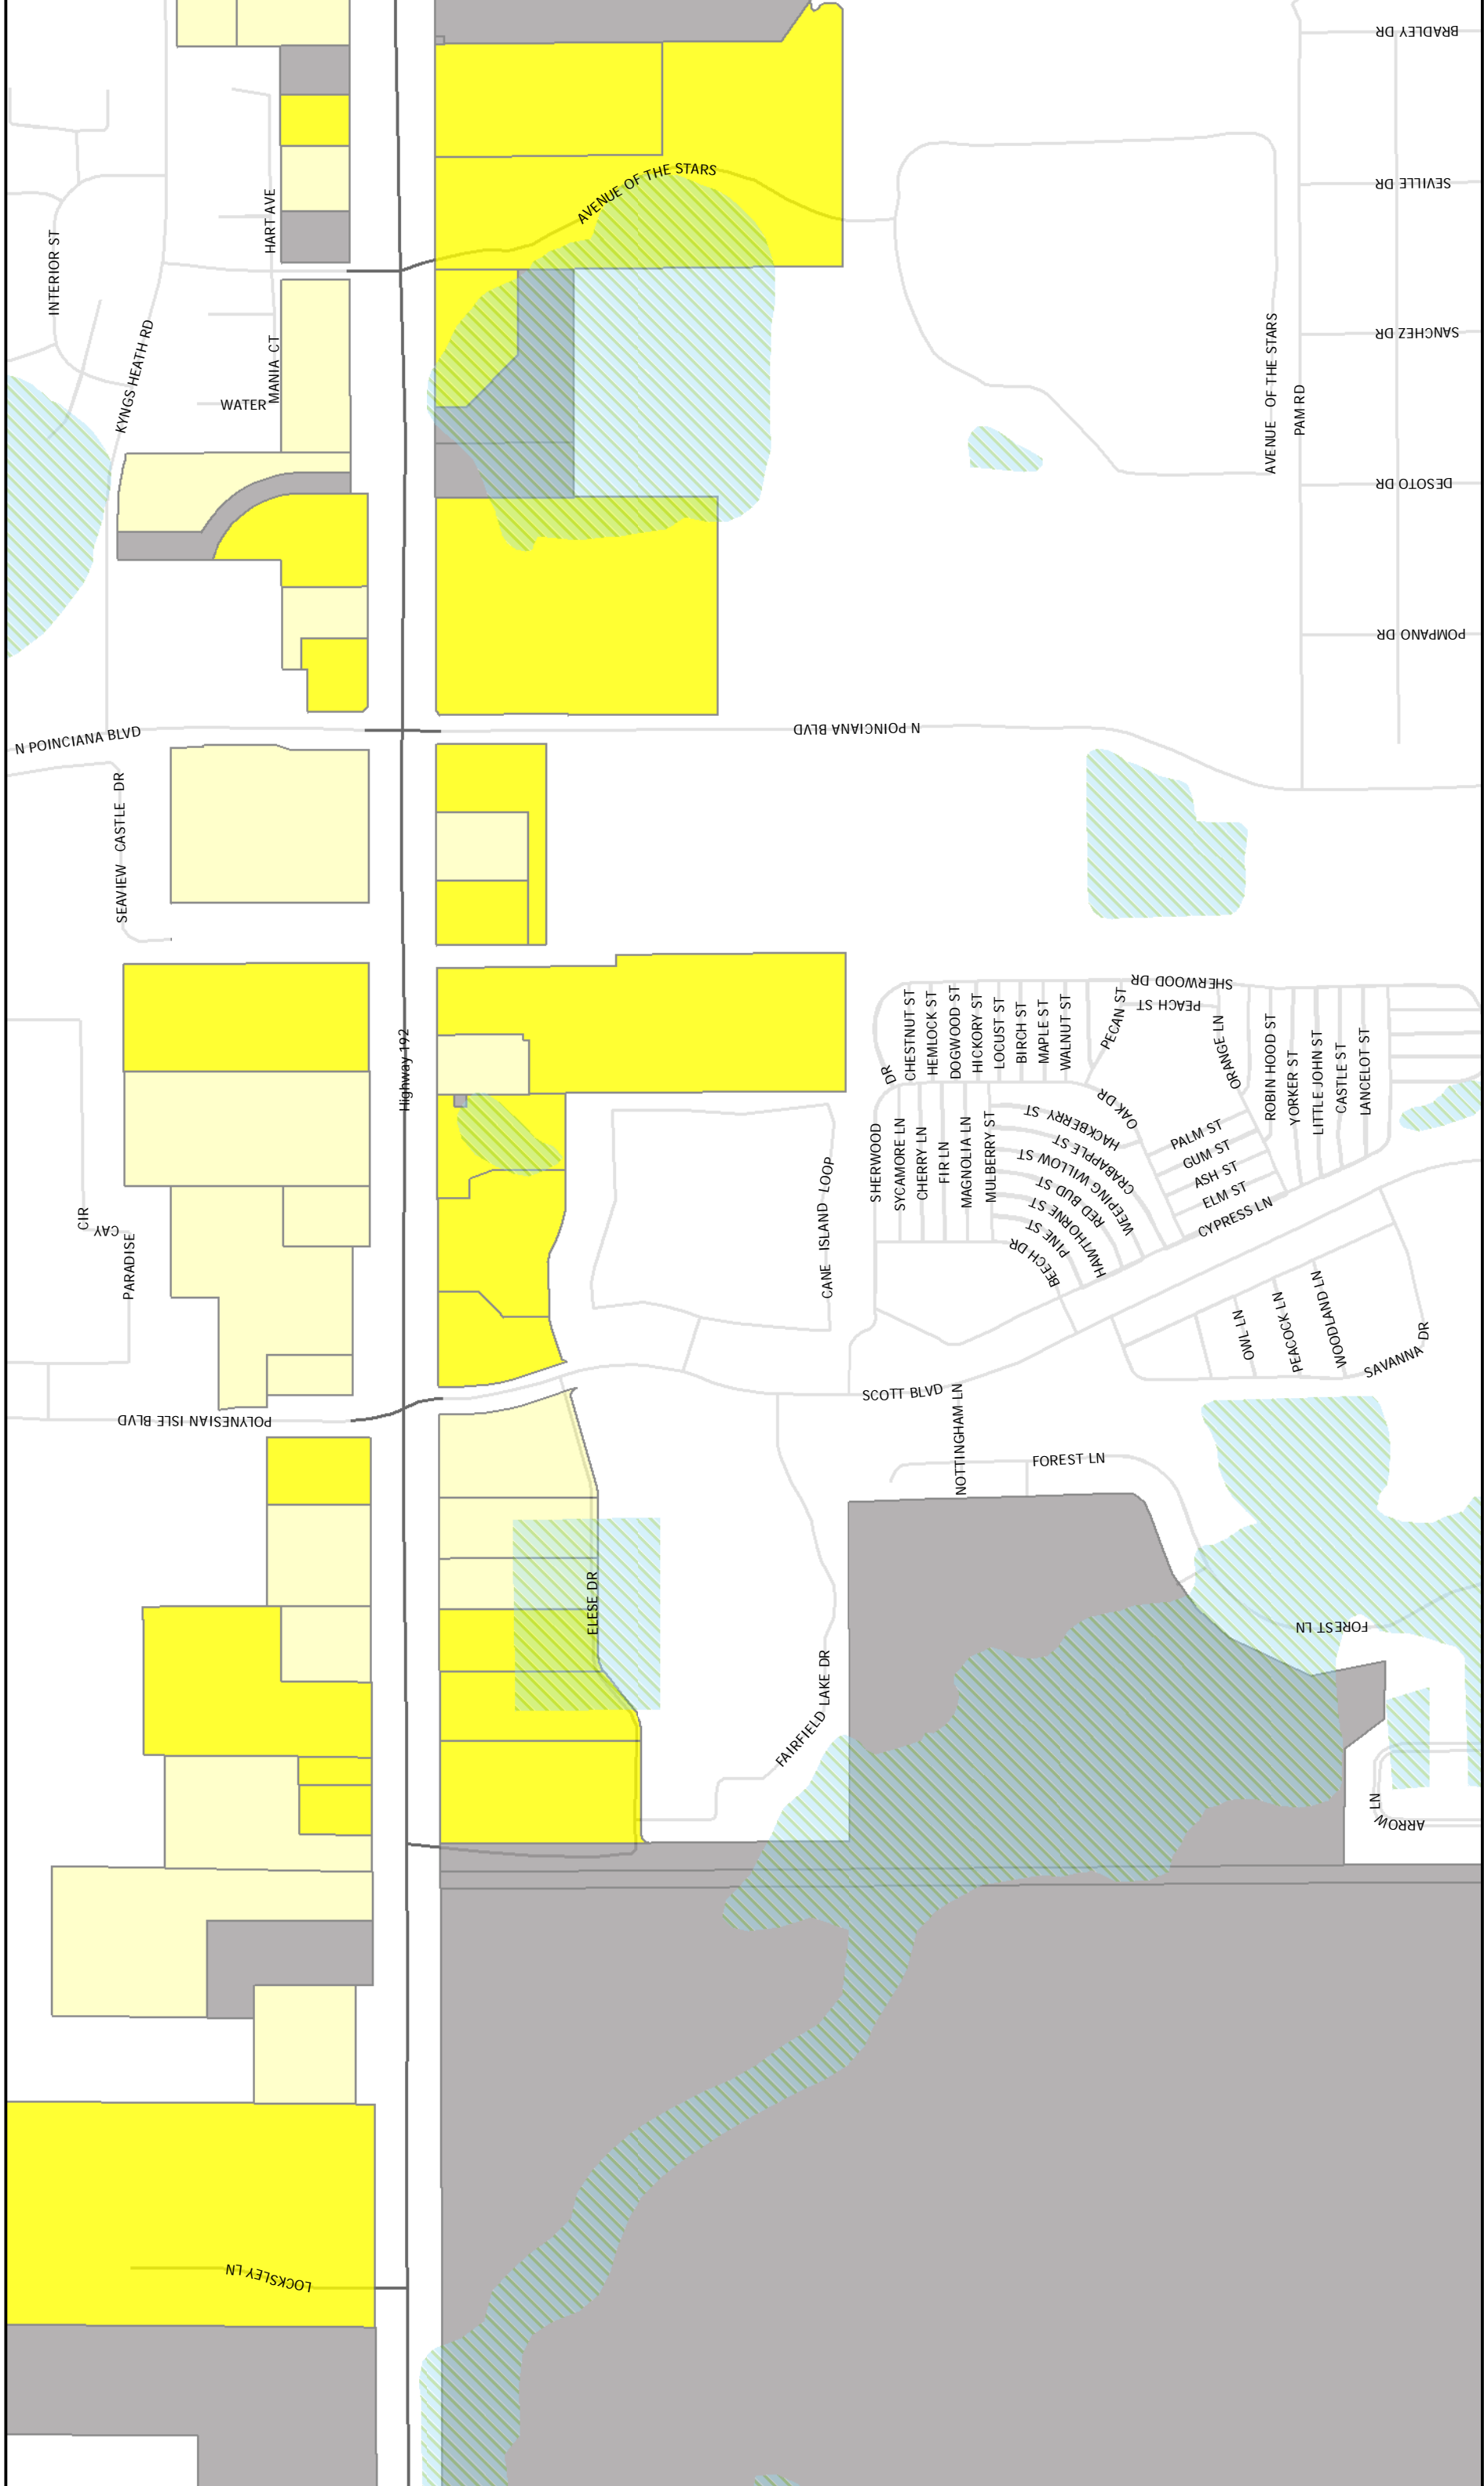 BRADLEY DR
AVENUE OF THE STARS
SEVILLE DR
HART AVE
INTERIOR ST
KYNGS HEATH RD
MANIA CT
WATER
SANCHEZ DR
AVENUE OF THE STARS
PAM RD
DESOTO DR
POMPANO DR
N POINCIANA BLVD
N POINCIANA BLVD
SEAVIEW CASTLE DR
Highway 192
SHERWOOD DR
PEACH ST
CHESTNUT ST
HEMLOCK ST
DOGWOOD ST
HICKORY ST
LOCUST ST
BIRCH ST
MAPLE ST
WALNUT ST
PECAN ST
ORANGE LN
ROBIN HOOD ST
YORKER ST
LITTLE JOHN ST
CASTLE ST
LANCELOT ST
DR
OAK DR
SHERWOOD
SYCAMORE LN
CHERRY LN
FIR LN
MAGNOLIA LN
MULBERRY ST
HACKBERRY ST
CRABAPPLE ST
WEEPING WILLOW ST
RED BUD ST
HAWTHORNE ST
PINE ST
BEECH DR
PALM ST
GUM ST
ASH ST
ELM ST
CYPRESS LN
CIR
CAY
PARADISE
CANE ISLAND LOOP
OWL LN
PEACOCK LN
WOODLAND LN
SAVANNA DR
SCOTT BLVD
POLYNESIAN ISLE BLVD
NOTTINGHAM LN
FOREST LN
ELESE DR
FOREST LN
FAIRFIELD LAKE DR
ARROW LN
LOCKSLEY LN